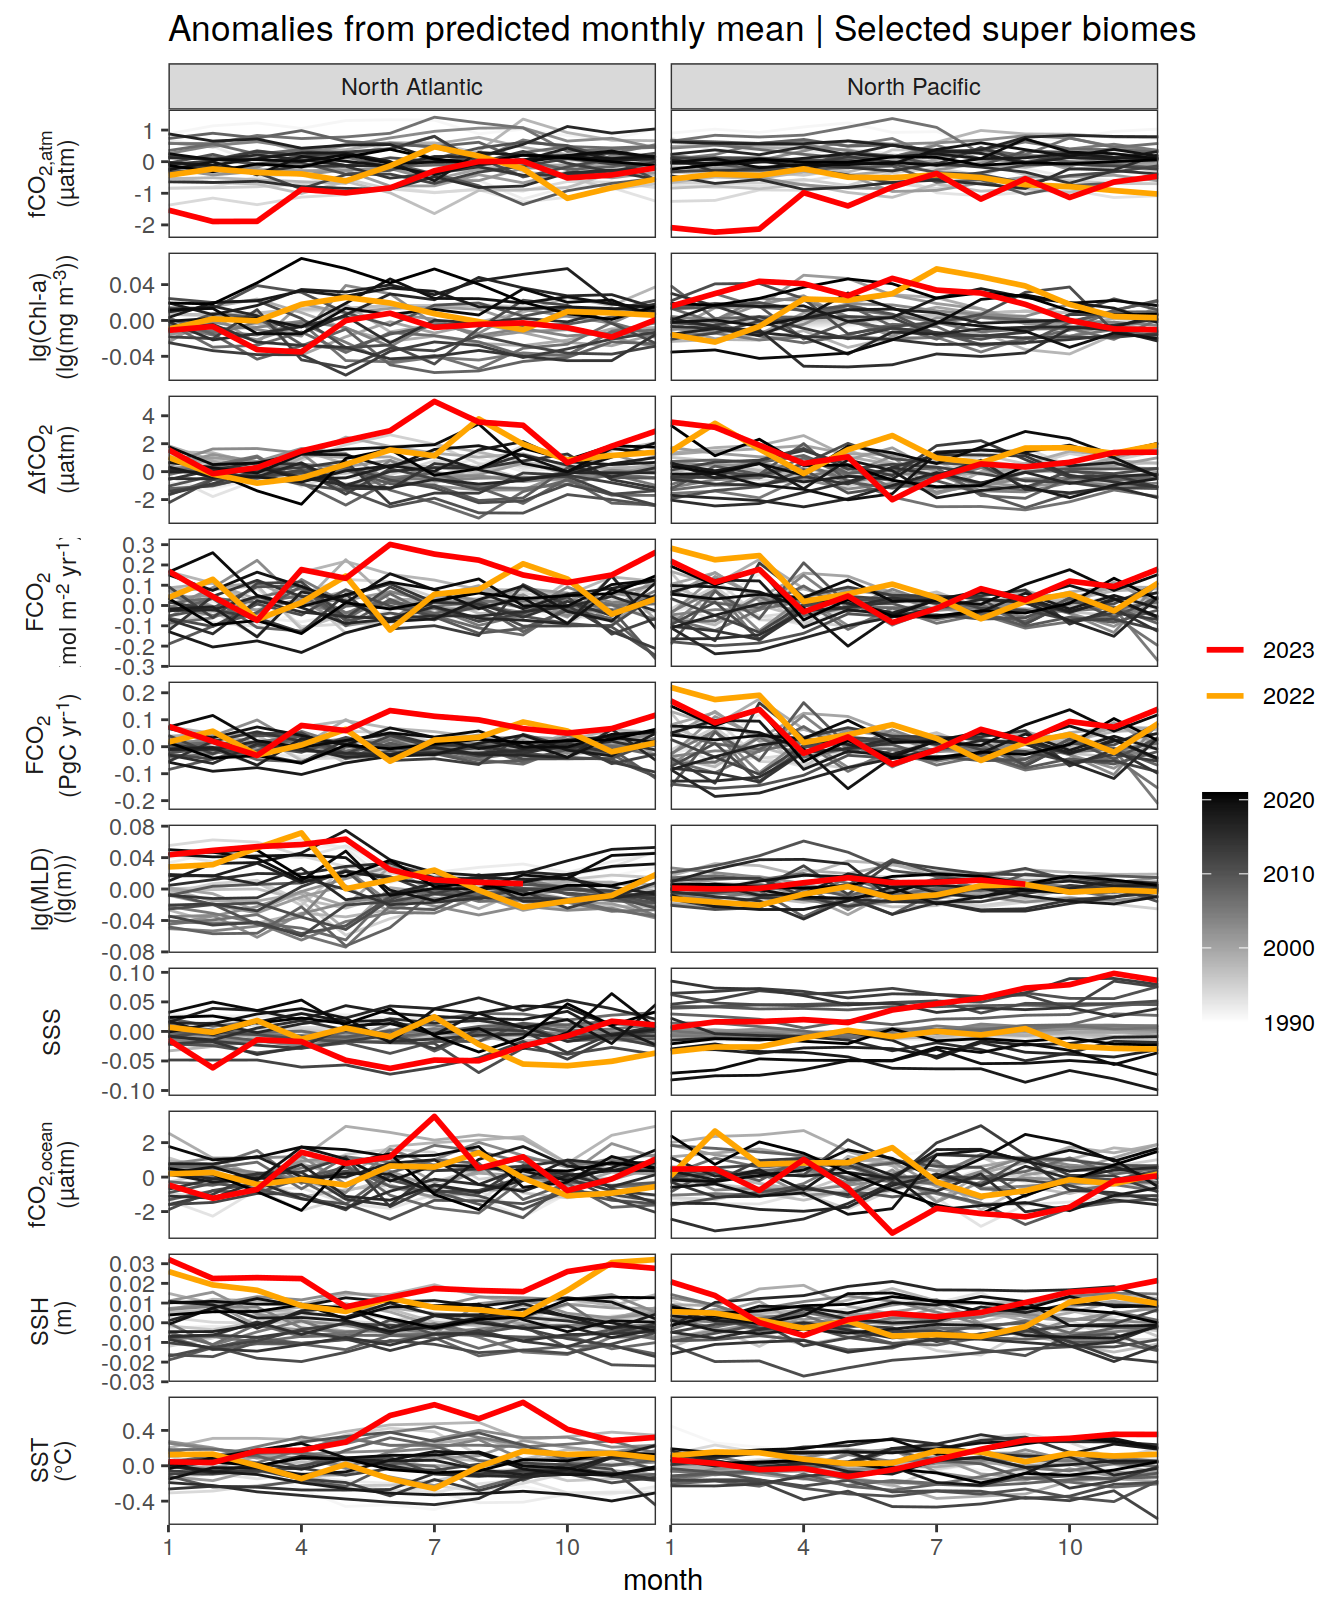 Anomalies from predicted monthly mean | Selected super biomes
North Atlantic
North Pacific
fCO2,atm
(µatm)
1
0
-1
-2
lg(Chl-a)
(lg(mg m-3))
0.04
0.00
-0.04
ΔfCO2
(µatm)
4
2
0
-2
FCO2
mol m-2 yr-1)
0.3
0.2
0.1
0.0
-0.1
-0.2
-0.3
FCO2
(PgC yr-1)
0.2
0.1
0.0
-0.1
-0.2
lg(MLD)
(lg(m))
0.08
0.04
0.00
-0.04
-0.08
SSS
0.10
0.05
0.00
-0.05
-0.10
fCO2,ocean
(µatm)
2
0
-2
SSH
(m)
0.03
0.02
0.01
0.00
-0.01
-0.02
-0.03
SST
(°C)
0.4
0.0
-0.4
1
4
7
10
1
4
7
10
month
2023
2022
2020
2010
2000
1990